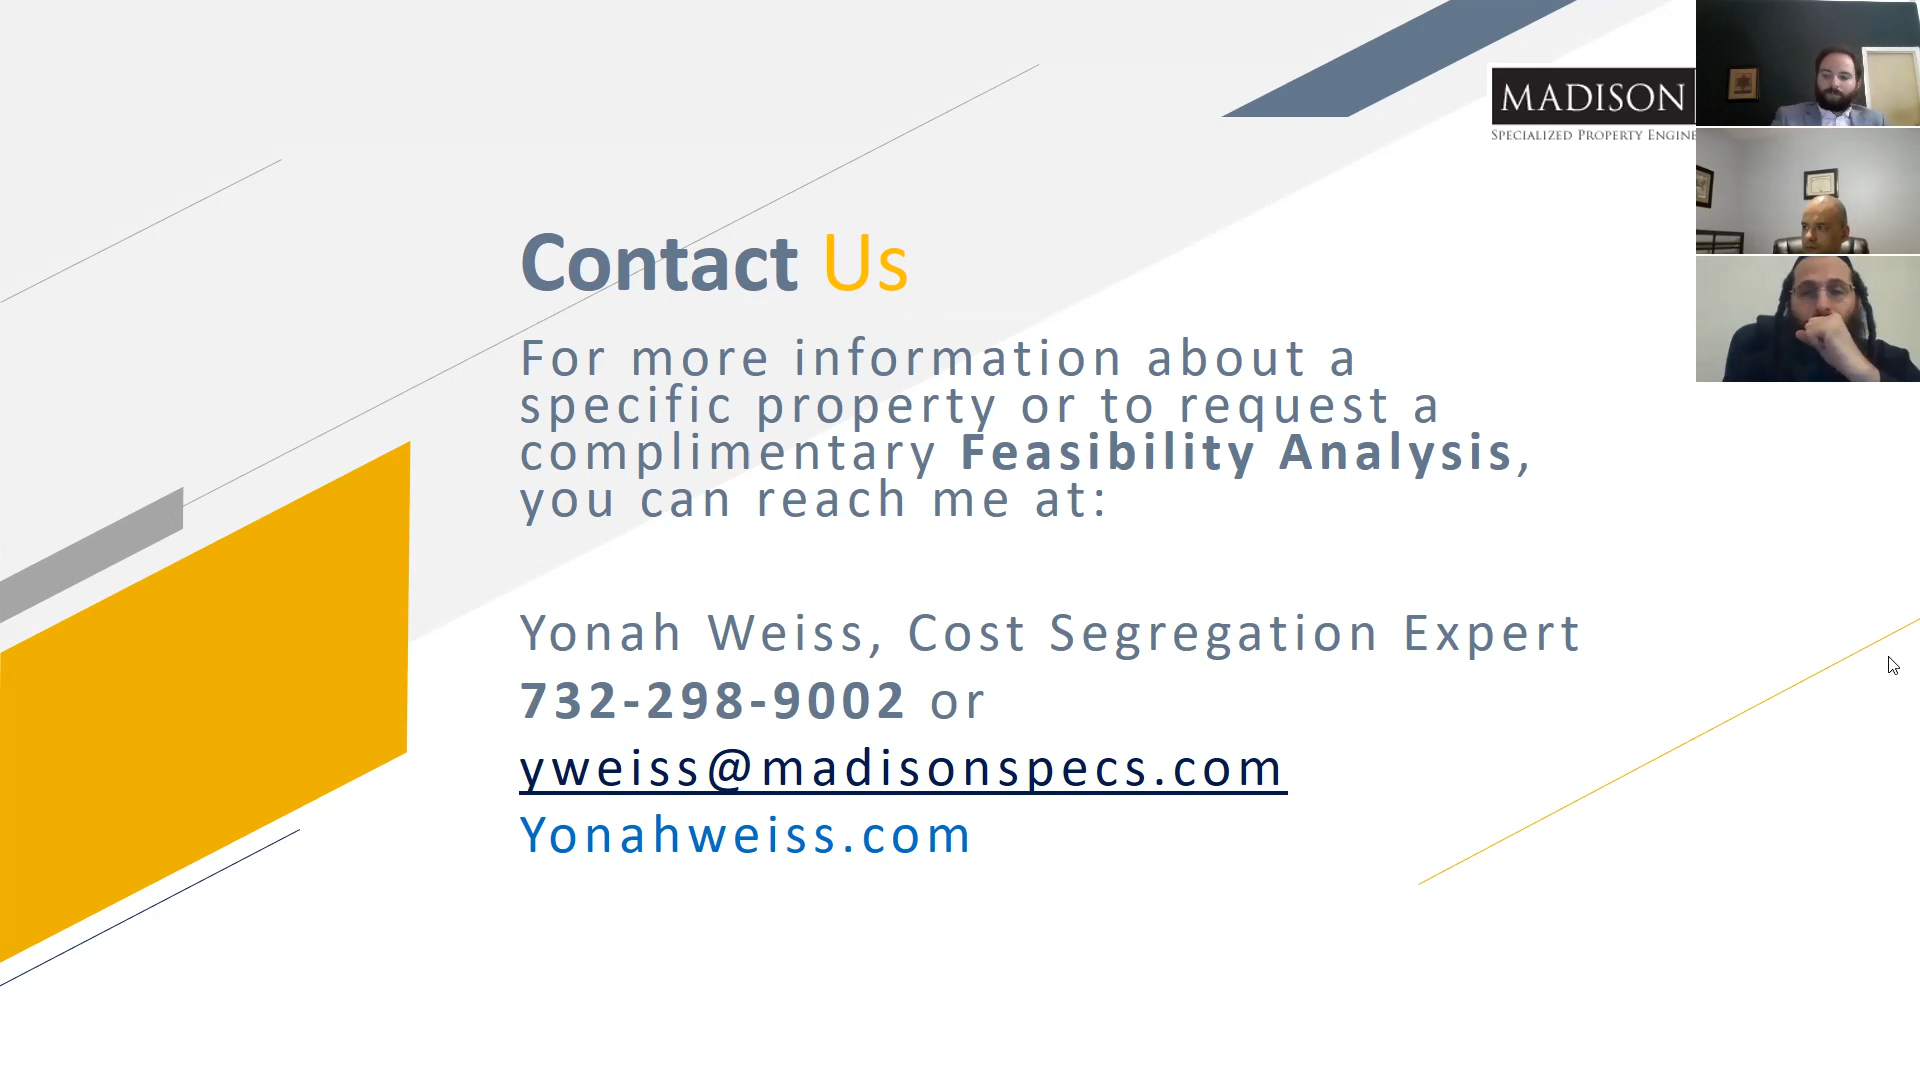 MADISON
SPECIALIZED PROPERTY ENGINE
Contact Us
For more information about a
specific property or to request a
complimentary Feasibility Analysis,
you can reach me at:
Yonah Weiss, Cost Segregation Expert
732-298-9002 or
yweiss@madisonspecs.com
Yonahweiss.com